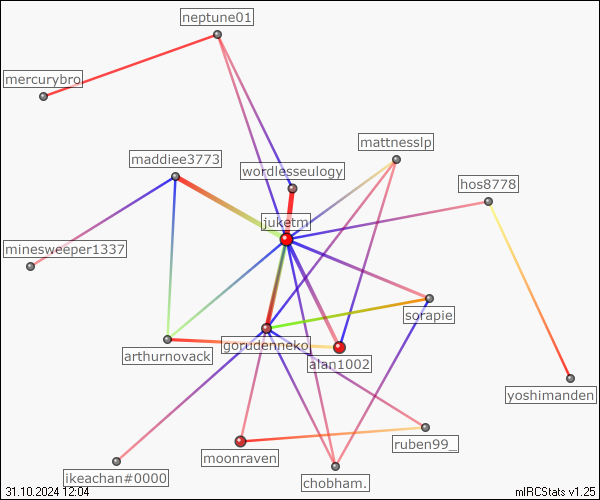 neptune01
mercurybro
mattnesslp
maddiee3773
wordlesseulogy
hos8778
juketm
minesweeper1337
sorapie
gorudenneko
arthurnovack
alan1002
yoshimanden
ruben99_
moonraven
ikeachan#0000
chobham.
31.10.2024 12:04
mIRCStats v1.25